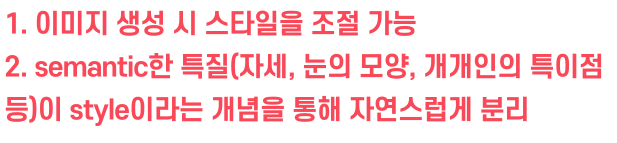 1. 이미지 생성 시 스타일을 조절 가능
2. semantic한 특질(자세, 눈의 모양, 개개인의 특이점
등)이 style이라는 개념을 통해 자연스럽게 분리